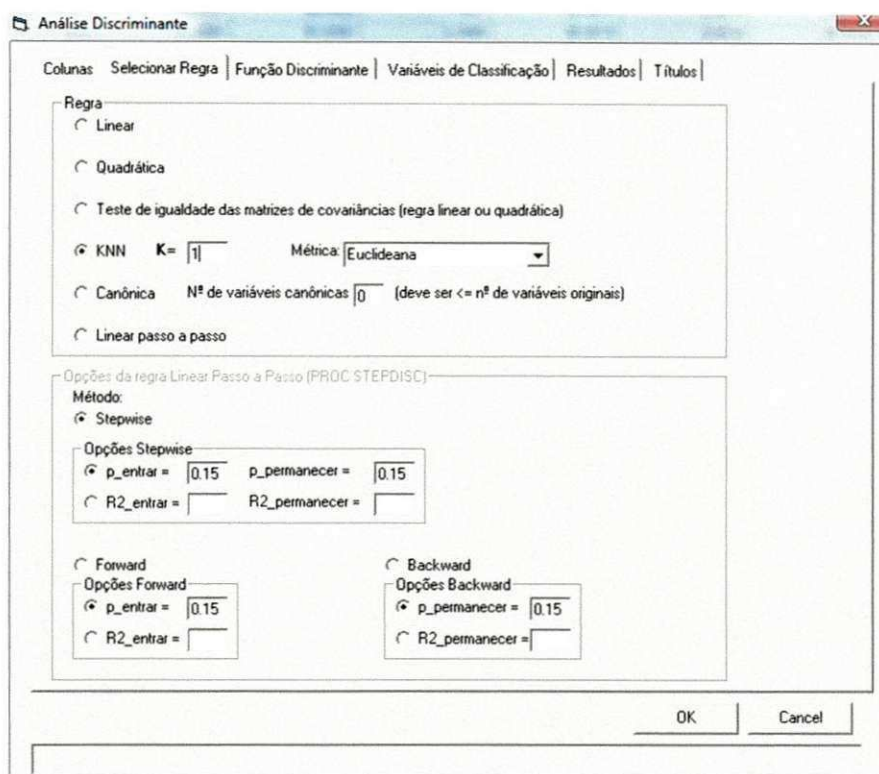 Análise Discriminante
Colunas Selecionar Regra Função Discriminante Variáveis de Classificação Resultados Títulos
Regra
Linear
Quadrática
Teste de igualdade das matrizes de covariâncias (regra linear ou quadrática)
KNN K= 1 Métrica: Euclideana
Canônica Nº de variáveis canônicas 0 (deve ser <= nº de variáveis originais)
Linear passo a passo
Opções da regra Linear Passo a Passo (PROC STEPDISC)
Método:
Stepwise
Opções Stepwise
p_entrar = 0.15 p_permanecer = 0.15
R2_entrar = R2_permanecer =
Forward Backward
Opções Forward Opções Backward
p_entrar = 0.15 p_permanecer = 0.15
R2_entrar = R2_permanecer =
OK Cancel